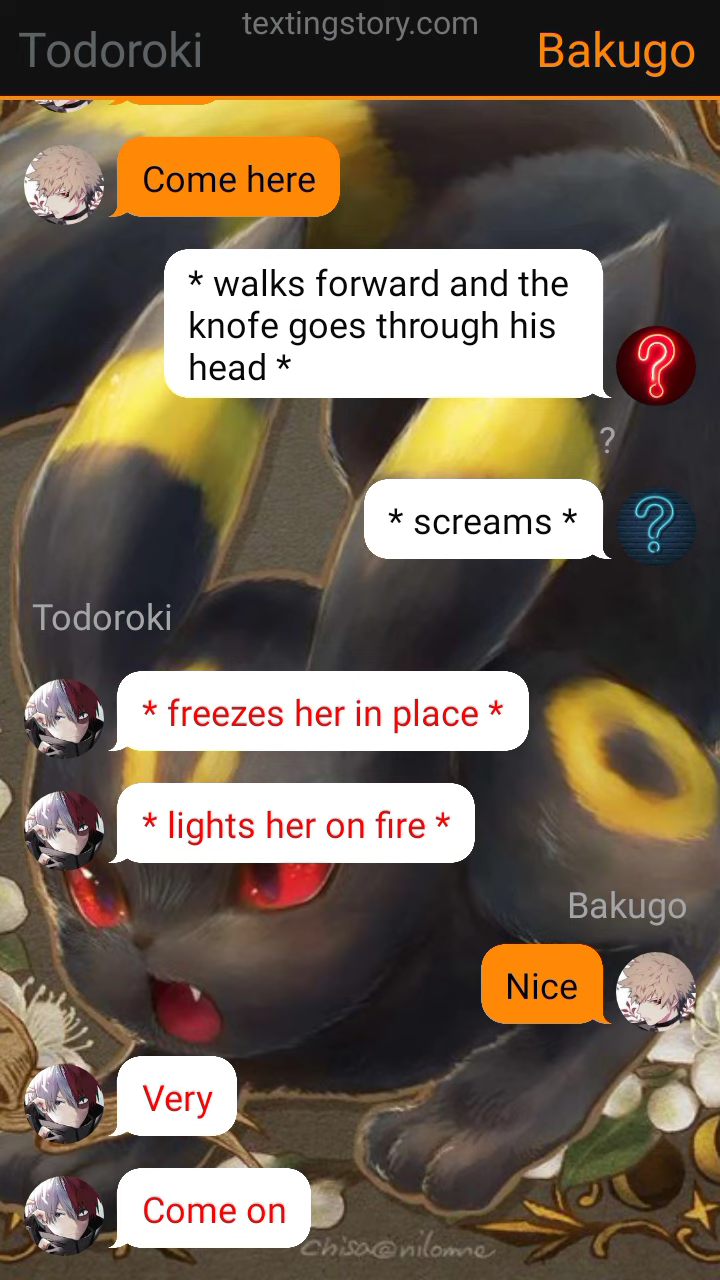 textingstory.com
Todoroki
Bakugo
Come here
* walks forward and the
knofe goes through his
head *
?
* screams *
Todoroki
* freezes her in place *
* lights her on fire *
Bakugo
Nice
Very
Come on
chisa@nilomne